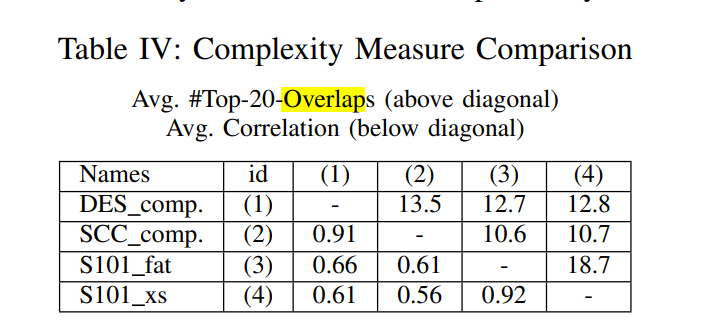 Table IV: Complexity Measure Comparison
Avg. #Top-20-Overlaps (above diagonal)
Avg. Correlation (below diagonal)
Names id (1) (2) (3) (4)
DES_comp. (1) - 13.5 12.7 12.8
SCC_comp. (2) 0.91 - 10.6 10.7
S101_fat (3) 0.66 0.61 - 18.7
S101_xs (4) 0.61 0.56 0.92 -